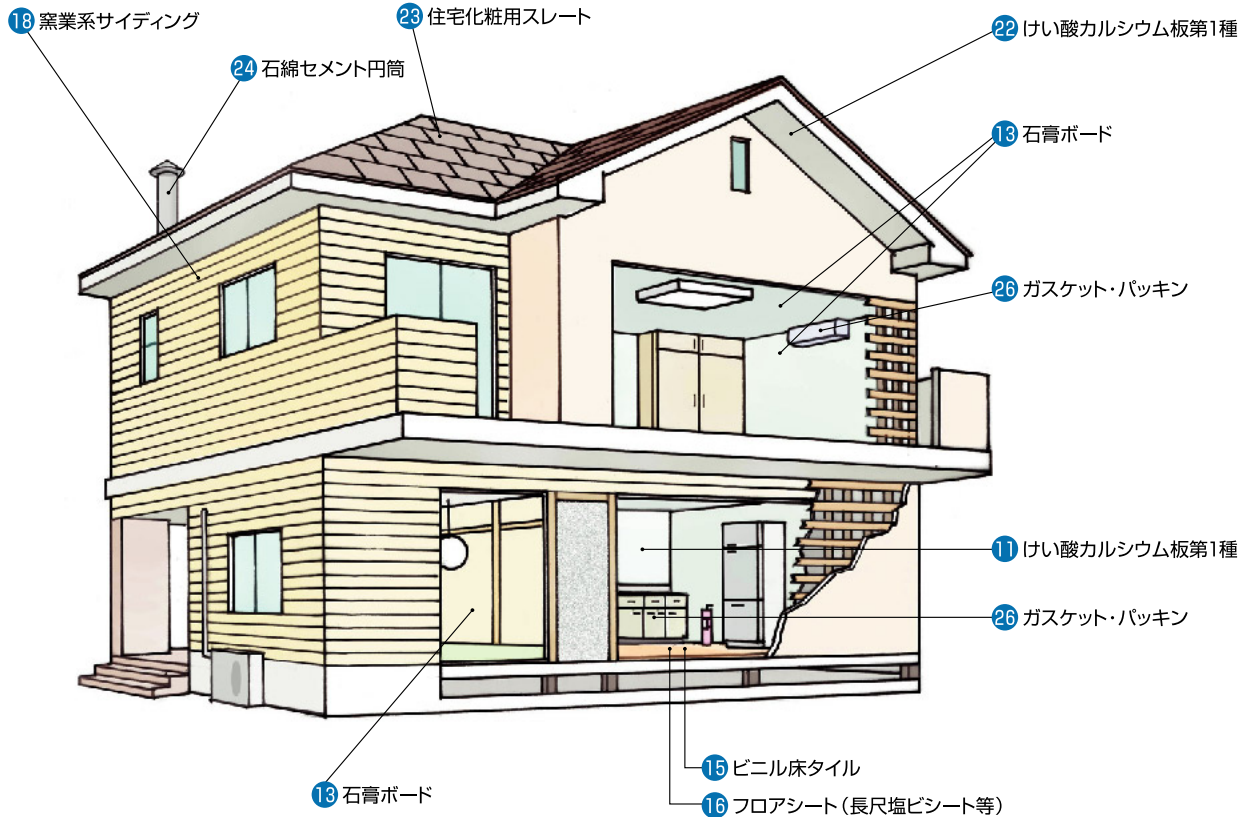 18 窯業系サイディング
23 住宅化粧用スレート
22 けい酸カルシウム板第1種
24 石綿セメント円筒
13 石膏ボード
26 ガスケット・パッキン
11 けい酸カルシウム板第1種
26 ガスケット・パッキン
15 ビニル床タイル
13 石膏ボード
16 フロアシート(長尺塩ビシート等)